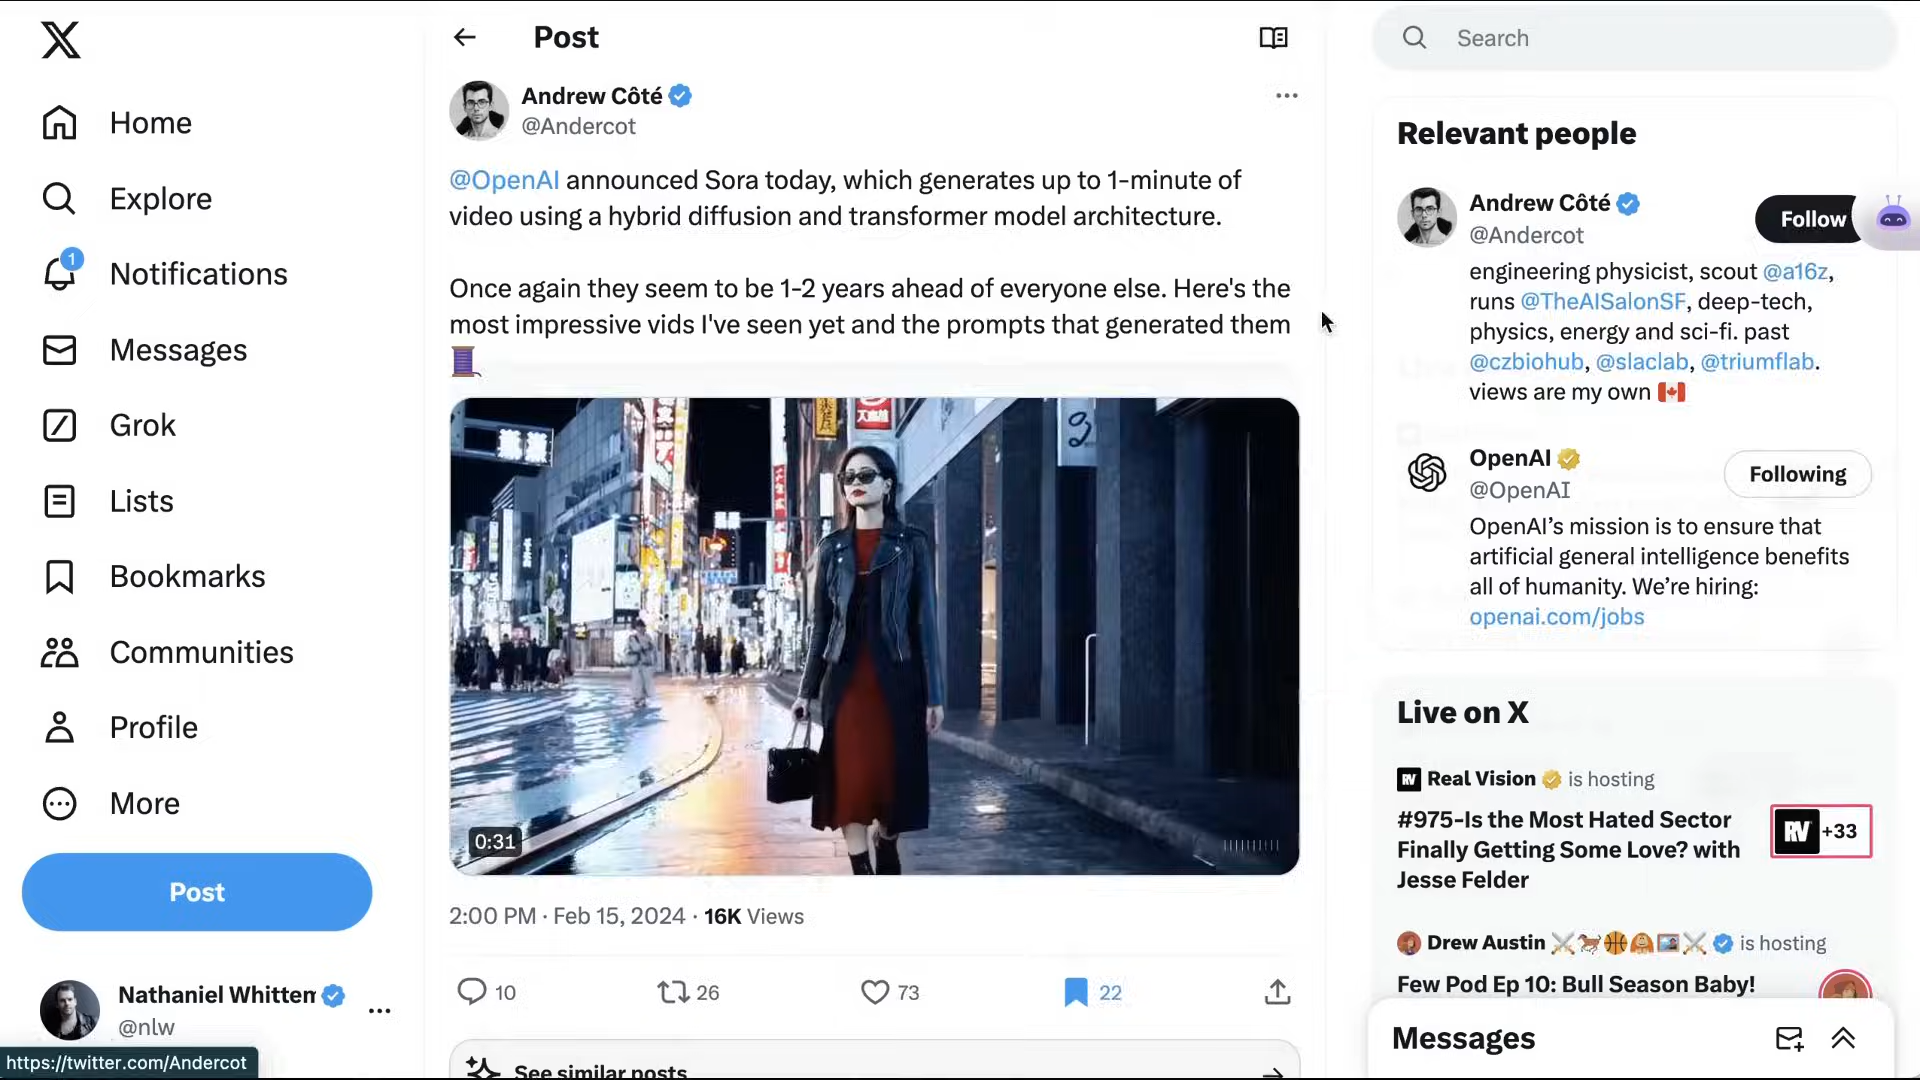 Home
Explore
1
Notifications
Messages
Grok
Lists
Bookmarks
Communities
Profile
More
Post
Nathaniel Whittem
@nlw
https://twitter.com/Andercot
Post
Andrew Côté
@Andercot
@OpenAI announced Sora today, which generates up to 1-minute of
video using a hybrid diffusion and transformer model architecture.
Once again they seem to be 1-2 years ahead of everyone else. Here's the
most impressive vids I've seen yet and the prompts that generated them
0:31
2:00 PM · Feb 15, 2024 · 16K Views
10
26
73
22
See similar posts
Search
Relevant people
Andrew Côté
@Andercot
Follow
engineering physicist, scout @a16z,
runs @TheAISalonSF, deep-tech,
physics, energy and sci-fi. past
@czbiohub, @slaclab, @triumflab.
views are my own
OpenAI
@OpenAI
Following
OpenAI’s mission is to ensure that
artificial general intelligence benefits
all of humanity. We’re hiring:
openai.com/jobs
Live on X
RV Real Vision is hosting
#975-Is the Most Hated Sector
Finally Getting Some Love? with
Jesse Felder
RV +33
Drew Austin is hosting
Few Pod Ep 10: Bull Season Baby!
Messages